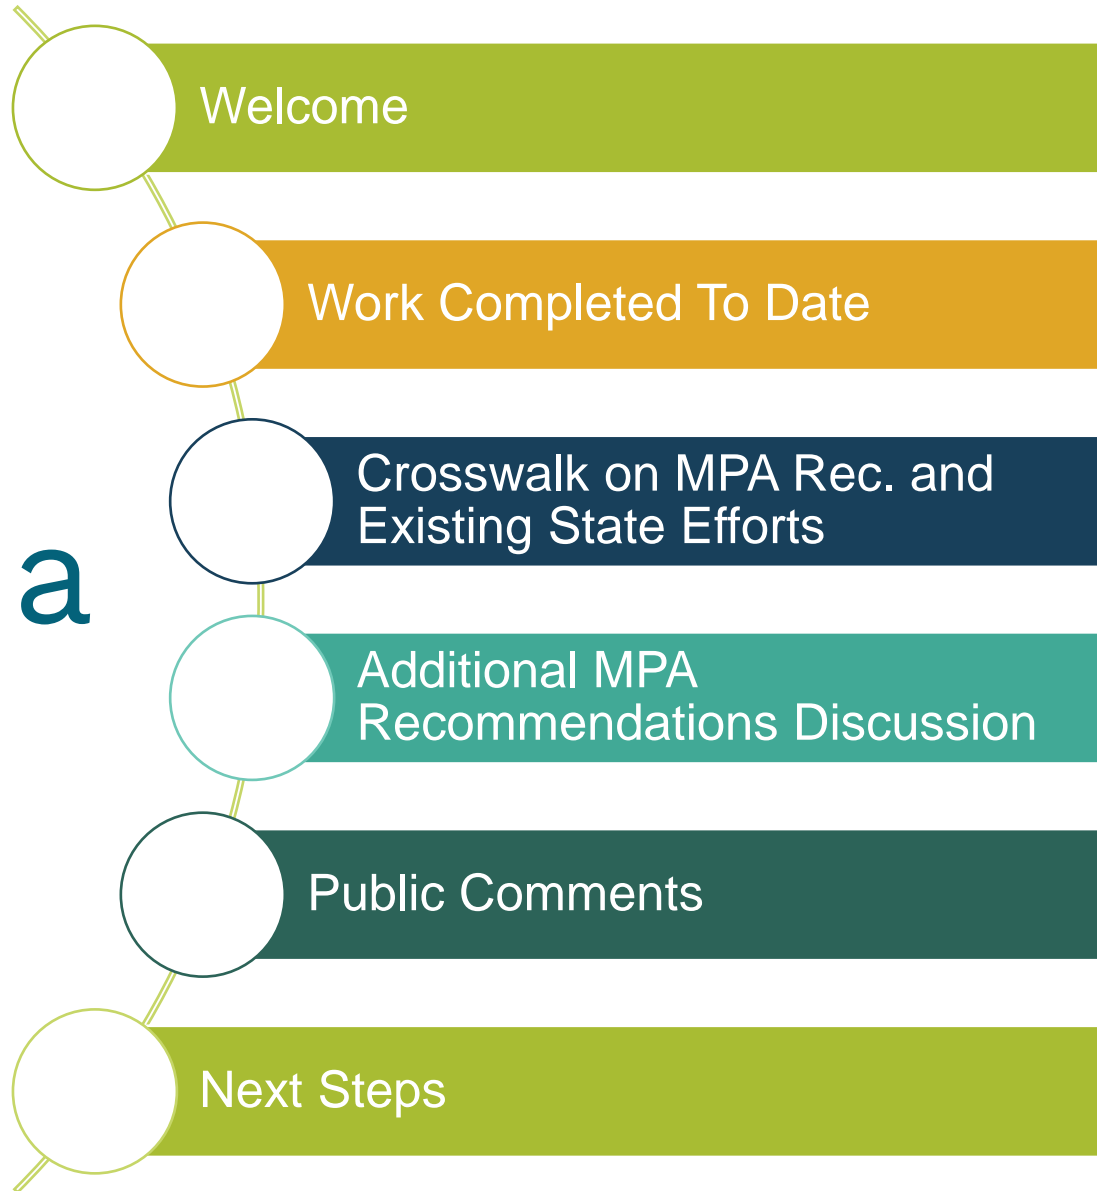 Welcome
Work Completed To Date
Crosswalk on MPA Rec. and
Existing State Efforts
a
Additional MPA
Recommendations Discussion
Public Comments
Next Steps